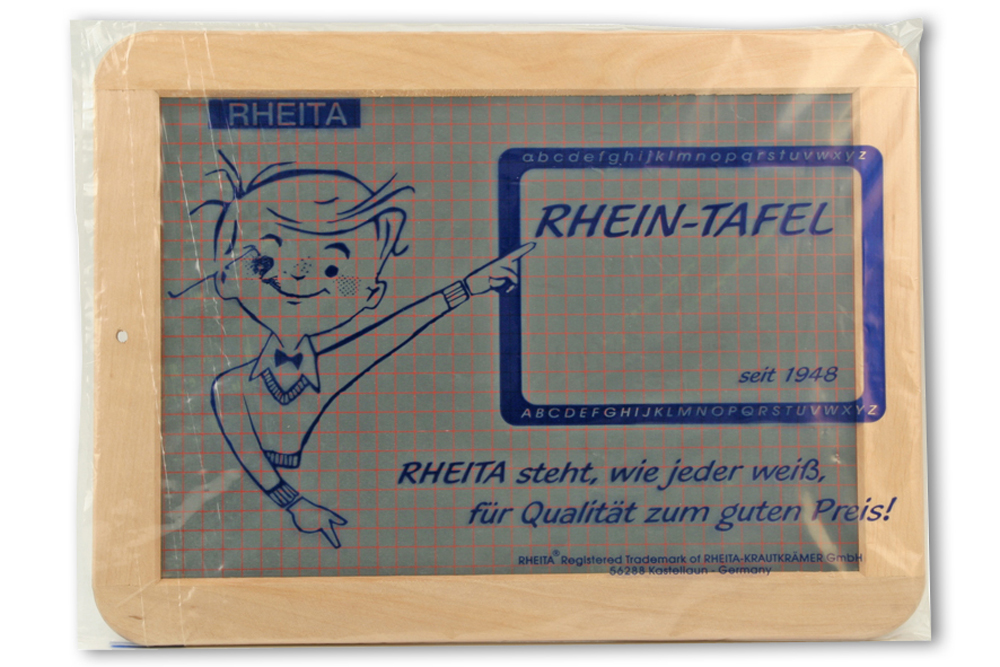 RHEITA
abcdefghijklmnopqrstuvwxyz
RHEIN-TAFEL
seit 1948
ABCDEFGHIJKLMNOPQRSTUVWXYZ
RHEITA steht, wie jeder weiß,
für Qualität zum guten Preis!
RHEITA® Registered Trademark of RHEITA-KRAUTKRÄMER GmbH
56288 Kastellaun - Germany